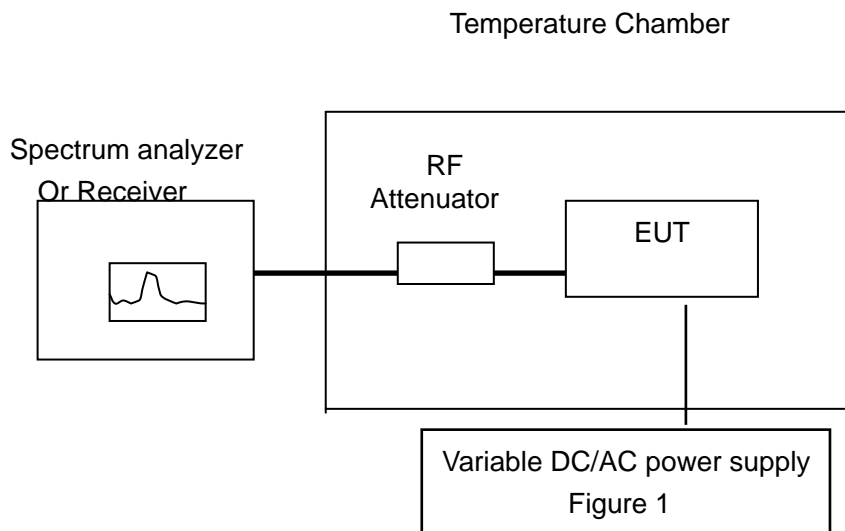 Temperature Chamber
Spectrum analyzer
Or Receiver
RF
Attenuator
EUT
Variable DC/AC power supply
Figure 1